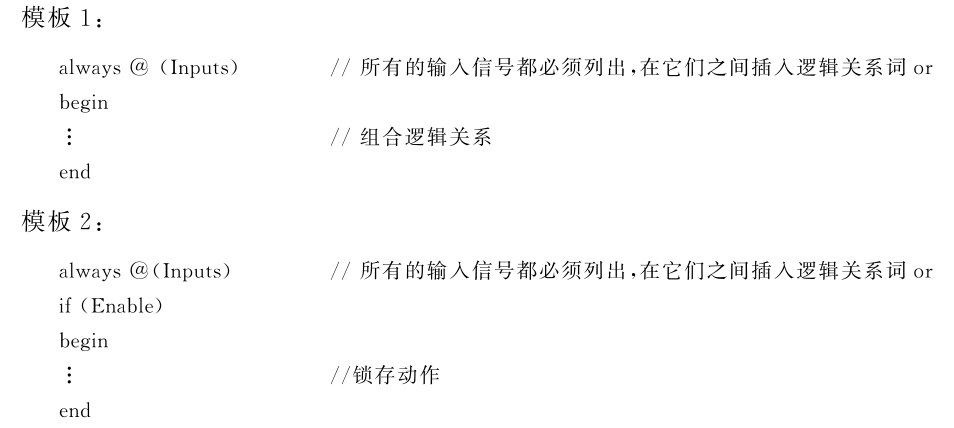 模板 1：
always @（Inputs） // 所有的输入信号都必须列出，在它们之间插入逻辑关系词 or
begin
⋮ // 组合逻辑关系
end
模板 2：
always @（Inputs） // 所有的输入信号都必须列出，在它们之间插入逻辑关系词 or
if（Enable）
begin
⋮ //锁存动作
end